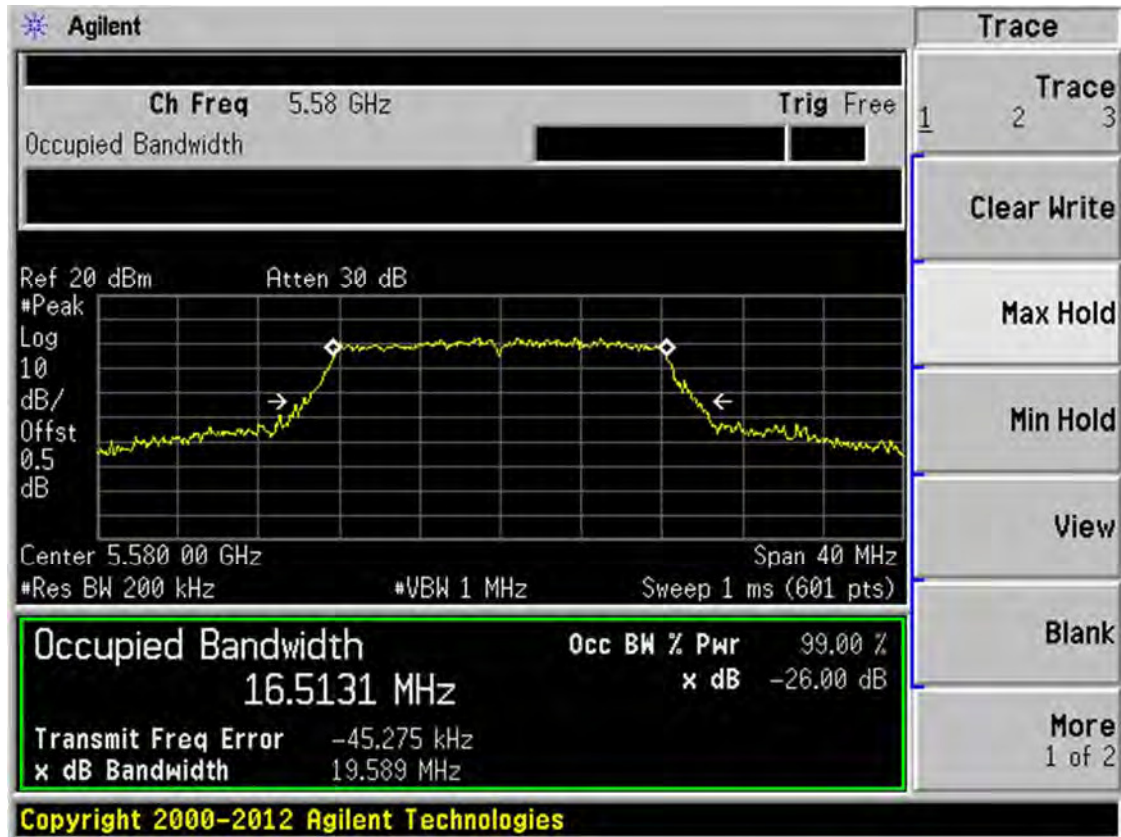 Agilent
Trace
Ch Freq 5.58 GHz Trig Free
Occupied Bandwidth
Trace
1 2 3
Clear Write
Max Hold
Min Hold
View
Blank
More
1 of 2
Ref 20 dBm Atten 30 dB
#Peak
Log
10
dB/
Offst
0.5
dB
Center 5.580 00 GHz Span 40 MHz
#Res BW 200 kHz #VBW 1 MHz Sweep 1 ms (601 pts)
Occupied Bandwidth Occ BW % Pwr 99.00 %
16.5131 MHz x dB -26.00 dB
Transmit Freq Error -45.275 kHz
x dB Bandwidth 19.589 MHz
Copyright 2000-2012 Agilent Technologies